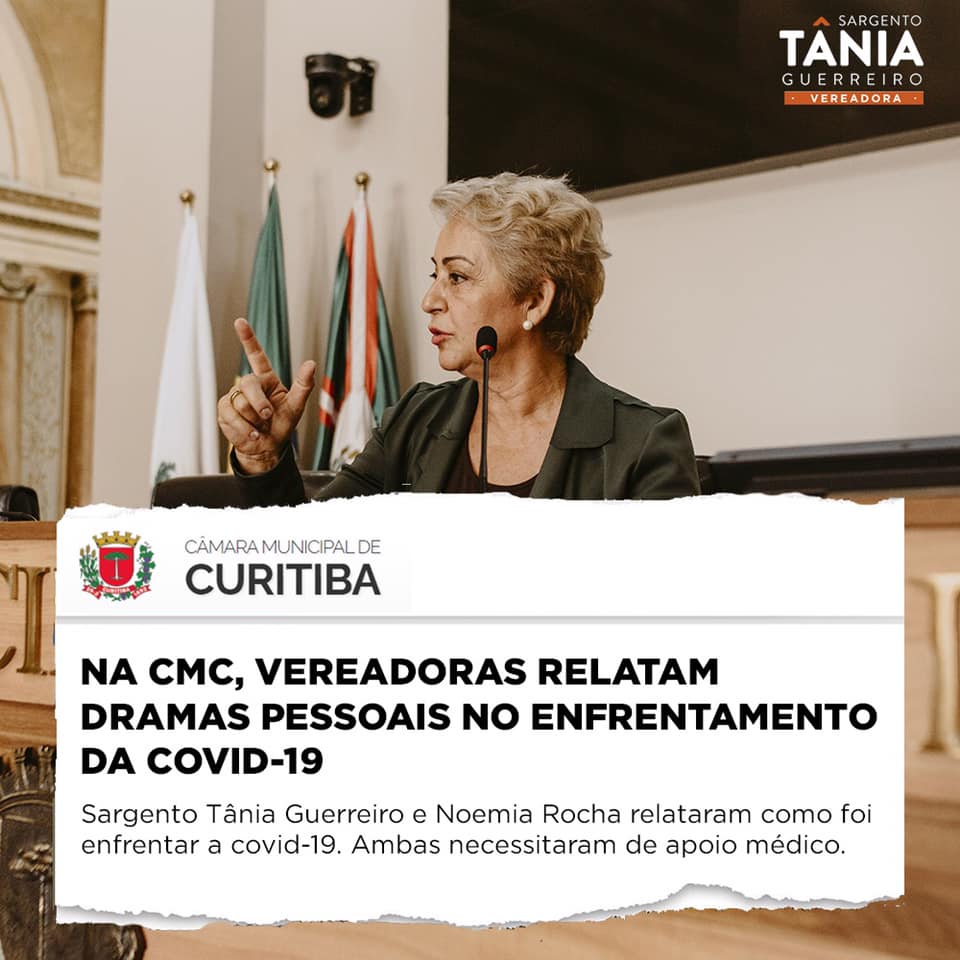 SARGENTO
TÂNIA
GUERREIRO
· VEREADORA ·
CÂMARA MUNICIPAL DE
CURITIBA
NA CMC, VEREADORAS RELATAM
DRAMAS PESSOAIS NO ENFRENTAMENTO
DA COVID-19
Sargento Tânia Guerreiro e Noemia Rocha relataram como foi
enfrentar a covid-19. Ambas necessitaram de apoio médico.